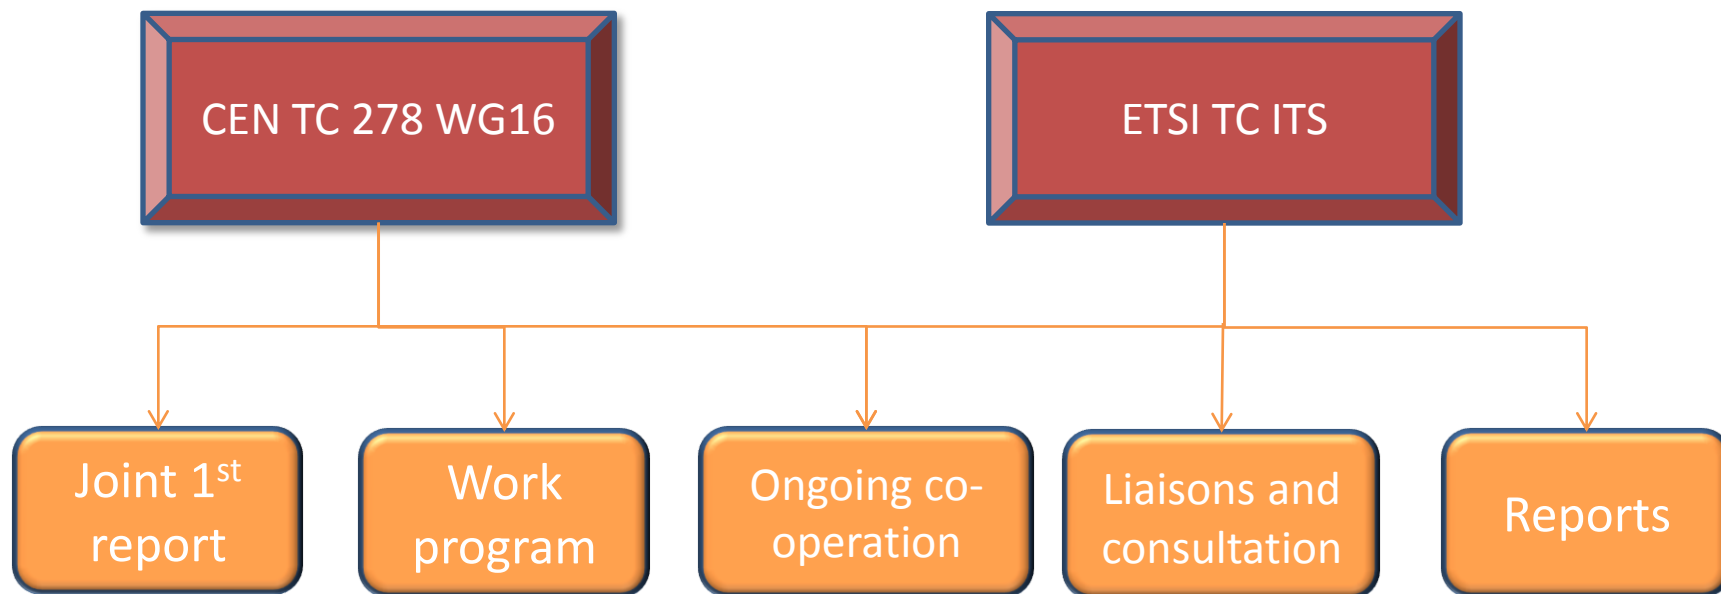 CEN TC 278 WG16
ETSI TC ITS
Joint 1st
report
Work
program
Ongoing co-
operation
Liaisons and
consultation
Reports